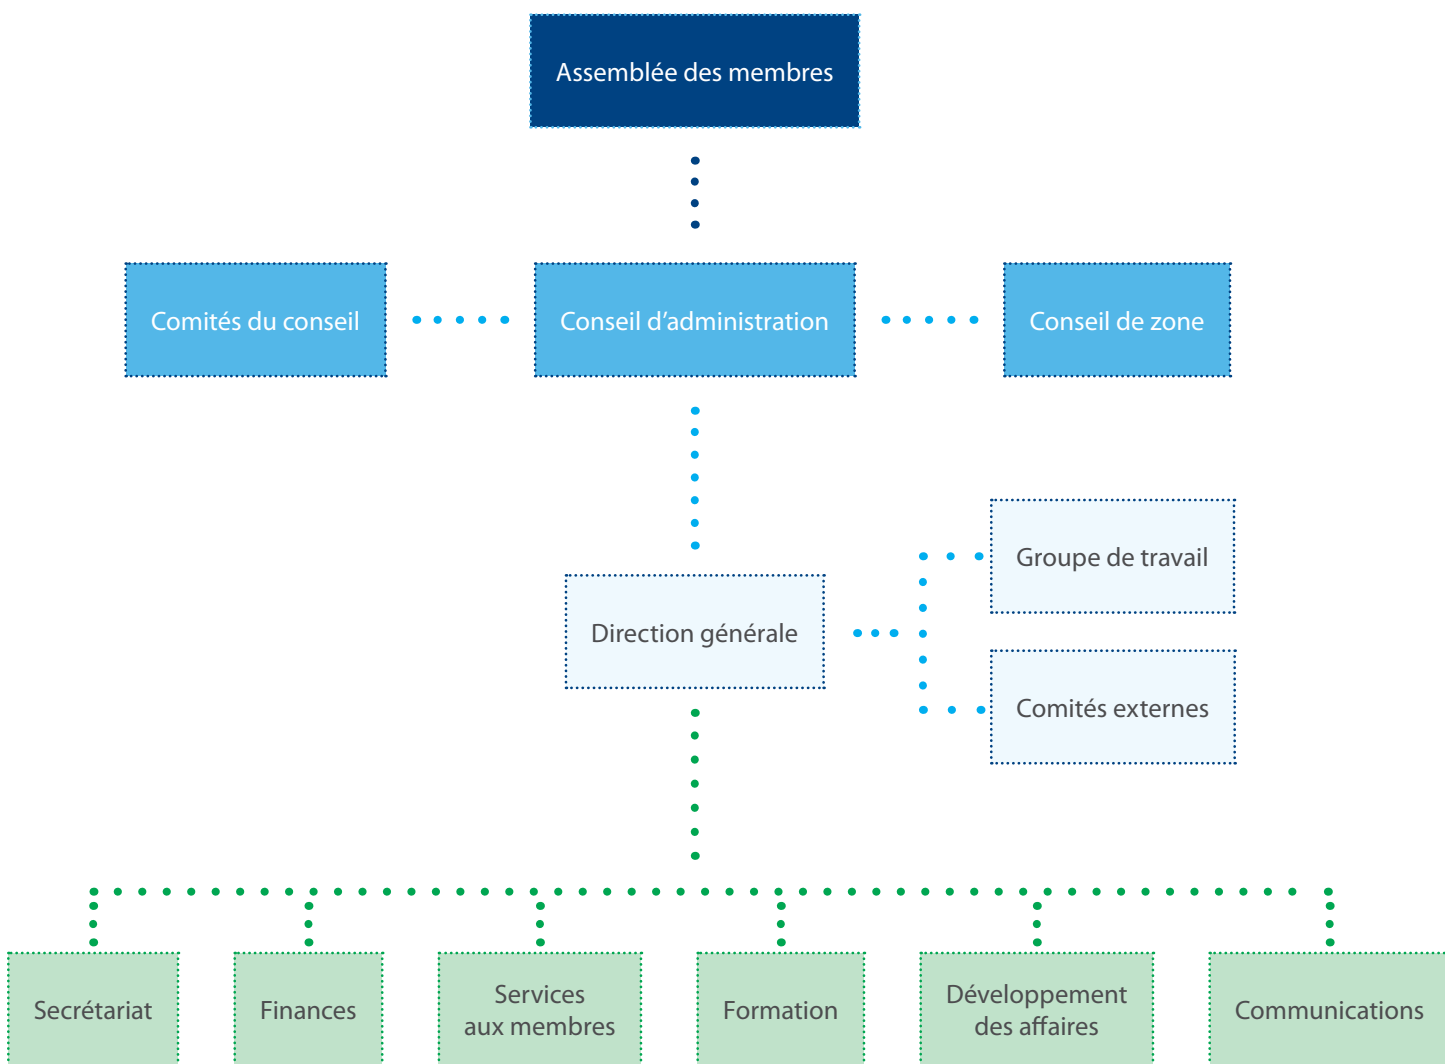 Assemblée des membres
Comités du conseil
Conseil d’administration
Conseil de zone
Groupe de travail
Direction générale
Comités externes
Secrétariat
Finances
Services
aux membres
Formation
Développement
des affaires
Communications